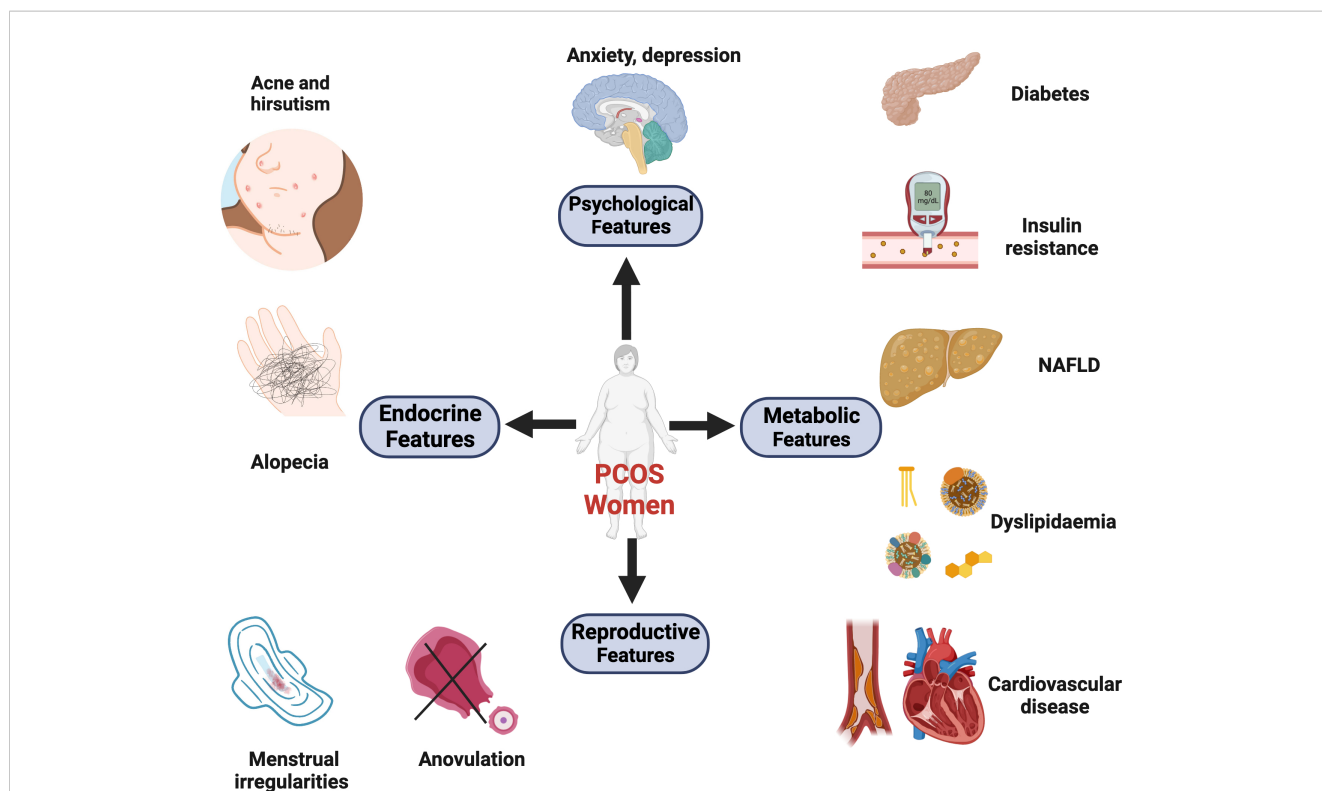 Anxiety, depression
Acne and
hirsutism
Diabetes
80
mg/dL
Psychological
Features
Insulin
resistance
NAFLD
Endocrine
Features
Metabolic
Features
Alopecia
PCOS
Women
Dyslipidaemia
Reproductive
Features
Cardiovascular
disease
Menstrual
irregularities
Anovulation